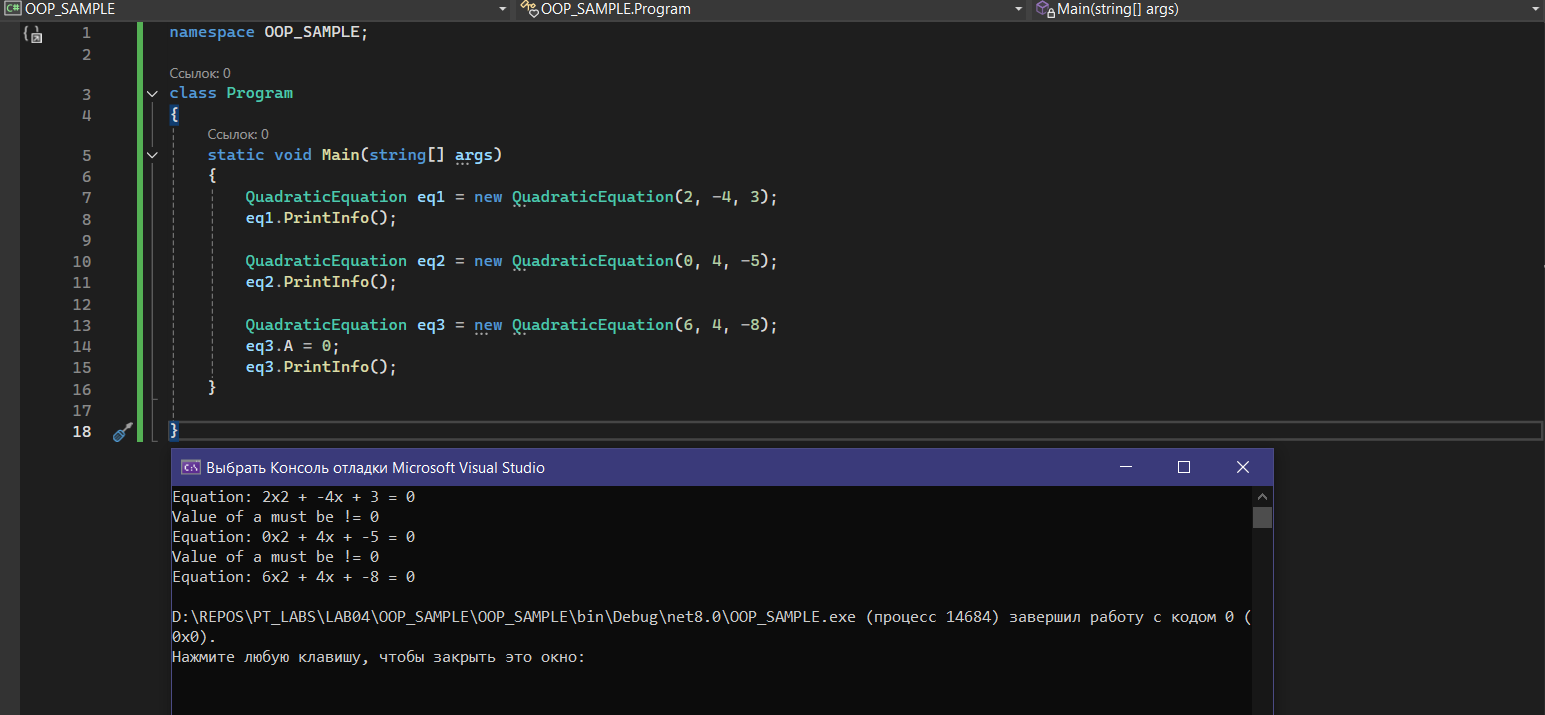 C# OOP_SAMPLE OOP_SAMPLE.Program Main(string[] args)
1 namespace OOP_SAMPLE;
2
Ссылок: 0
3 class Program
4 {
Ссылок: 0
5 static void Main(string[] args)
6 {
7 QuadraticEquation eq1 = new QuadraticEquation(2, -4, 3);
8 eq1.PrintInfo();
9
10 QuadraticEquation eq2 = new QuadraticEquation(0, 4, -5);
11 eq2.PrintInfo();
12
13 QuadraticEquation eq3 = new QuadraticEquation(6, 4, -8);
14 eq3.A = 0;
15 eq3.PrintInfo();
16 }
17
18 }
Выбрать Консоль отладки Microsoft Visual Studio
Equation: 2x2 + -4x + 3 = 0
Value of a must be != 0
Equation: 0x2 + 4x + -5 = 0
Value of a must be != 0
Equation: 6x2 + 4x + -8 = 0
D:\REPOS\PT_LABS\LAB04\OOP_SAMPLE\OOP_SAMPLE\bin\Debug\net8.0\OOP_SAMPLE.exe (процесс 14684) завершил работу с кодом 0 (
0x0).
Нажмите любую клавишу, чтобы закрыть это окно: